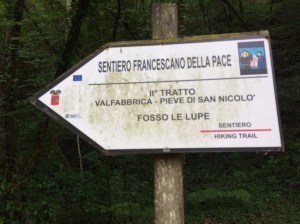 SENTIERO FRANCESCANO DELLA PACE
II° TRATTO
VALFABBRICA - PIEVE DI SAN NICOLO'
FOSSO LE LUPE
SENTIERO
HIKING TRAIL